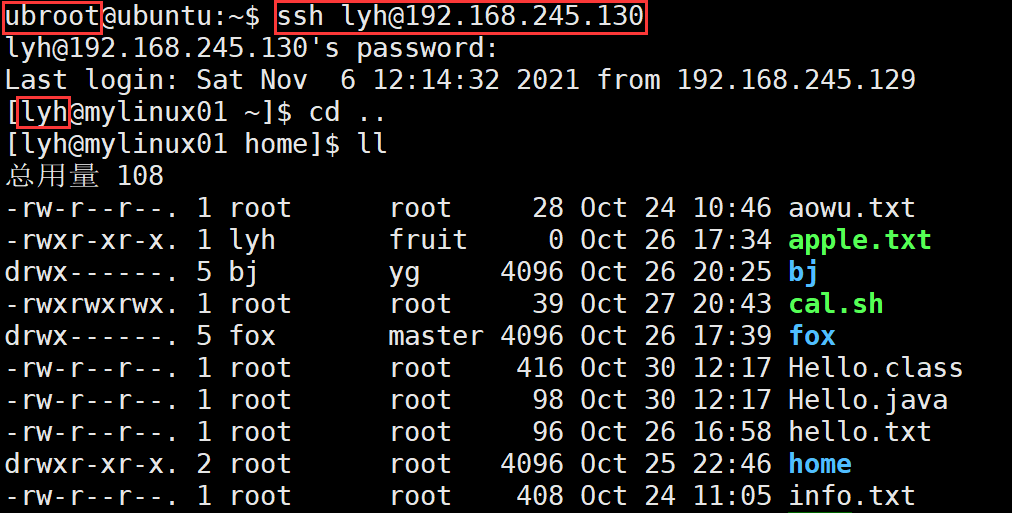 ubroot@ubuntu:~$ ssh lyh@192.168.245.130
lyh@192.168.245.130's password:
Last login: Sat Nov  6 12:14:32 2021 from 192.168.245.129
[lyh@mylinux01 ~]$ cd ..
[lyh@mylinux01 home]$ ll
总用量 108
-rw-r--r--. 1 root      root     28 Oct 24 10:46 aowu.txt
-rwxr-xr-x. 1 lyh       fruit     0 Oct 26 17:34 apple.txt
drwx------. 5 bj        yg     4096 Oct 26 20:25 bj
-rwxrwxrwx. 1 root      root     39 Oct 27 20:43 cal.sh
drwx------. 5 fox       master 4096 Oct 26 17:39 fox
-rw-r--r--. 1 root      root    416 Oct 30 12:17 Hello.class
-rw-r--r--. 1 root      root     98 Oct 30 12:17 Hello.java
-rw-r--r--. 1 root      root     96 Oct 26 16:58 hello.txt
drwxr-xr-x. 2 root      root   4096 Oct 25 22:46 home
-rw-r--r--. 1 root      root    408 Oct 24 11:05 info.txt